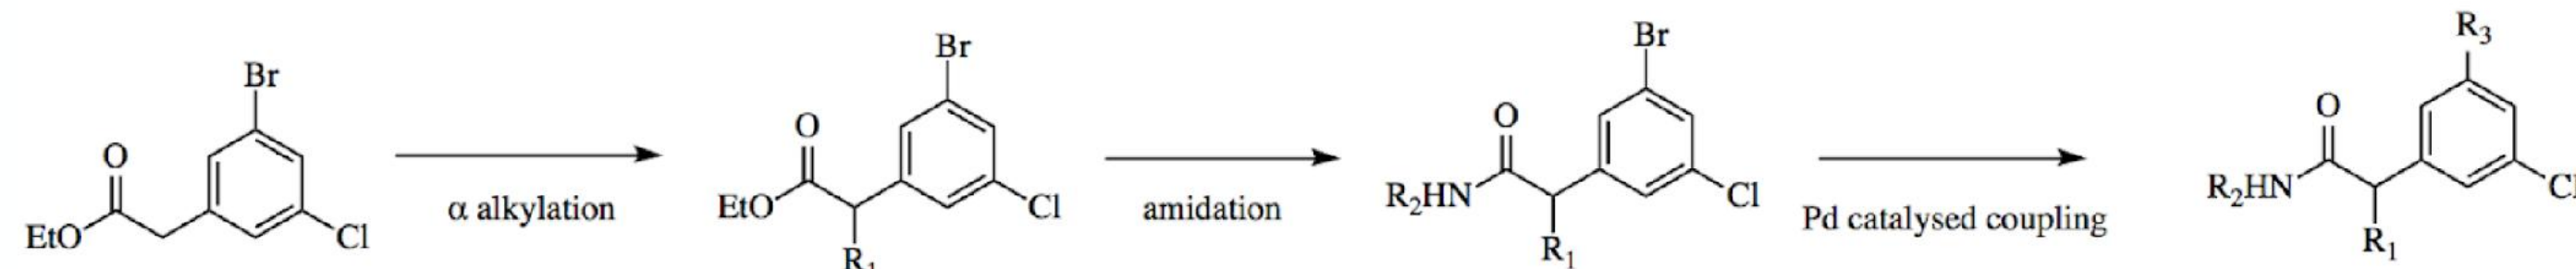 Br
O
EtO
Cl
α alkylation
Br
O
EtO
Cl
R1
amidation
Br
O
R2HN
Cl
R1
Pd catalysed coupling
R3
O
R2HN
Cl
R1